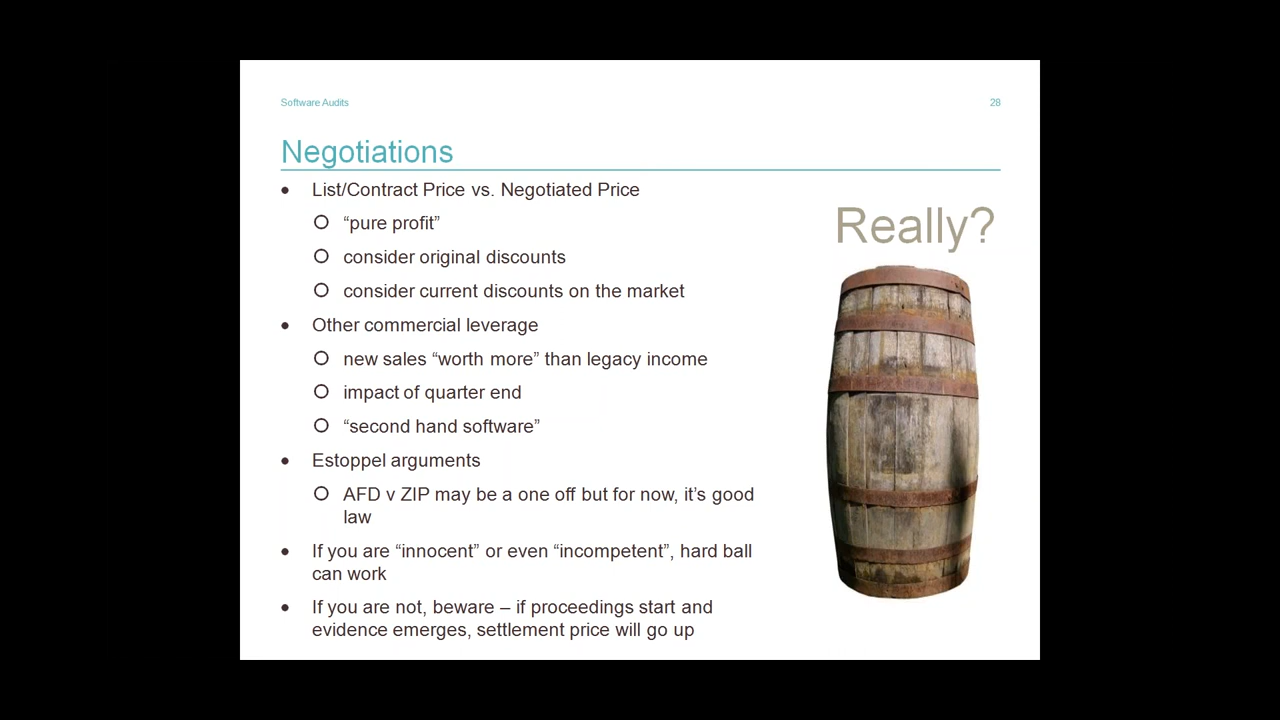 Software Audits
28
Negotiations
List/Contract Price vs. Negotiated Price
“pure profit”
consider original discounts
consider current discounts on the market
Other commercial leverage
new sales “worth more” than legacy income
impact of quarter end
“second hand software”
Estoppel arguments
AFD v ZIP may be a one off but for now, it’s good
law
If you are “innocent” or even “incompetent”, hard ball
can work
If you are not, beware – if proceedings start and
evidence emerges, settlement price will go up
Really?